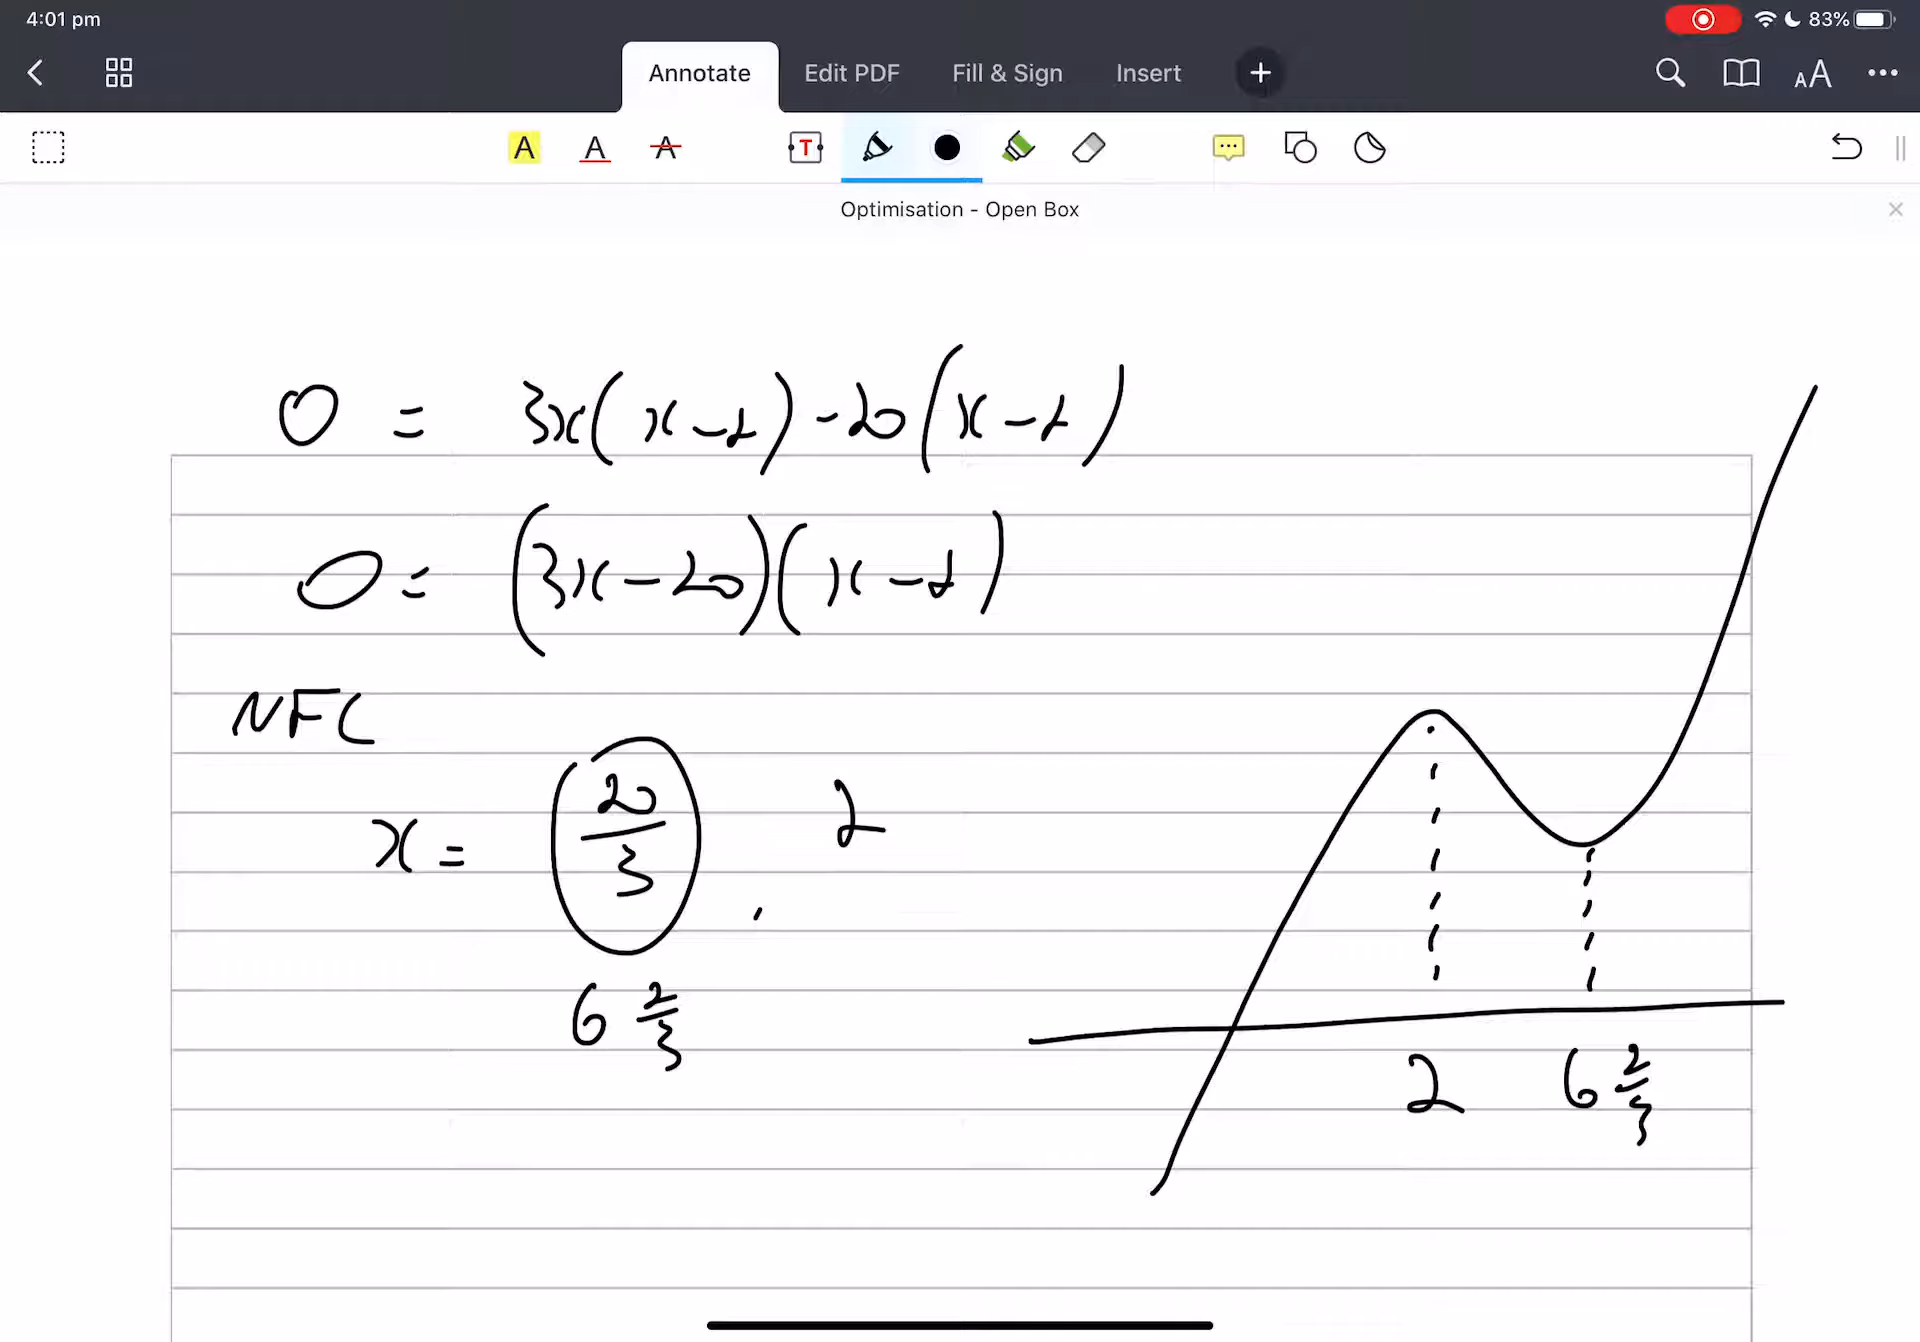 4:01 pm
83%
Annotate Edit PDF Fill & Sign Insert
AA
A A A T
Optimisation - Open Box
0 = 3x(x-2)-20(x-2)
0 = (3x-20)(x-2)
NFC
x = 20/3, 2
6 2/3
2 6 2/3